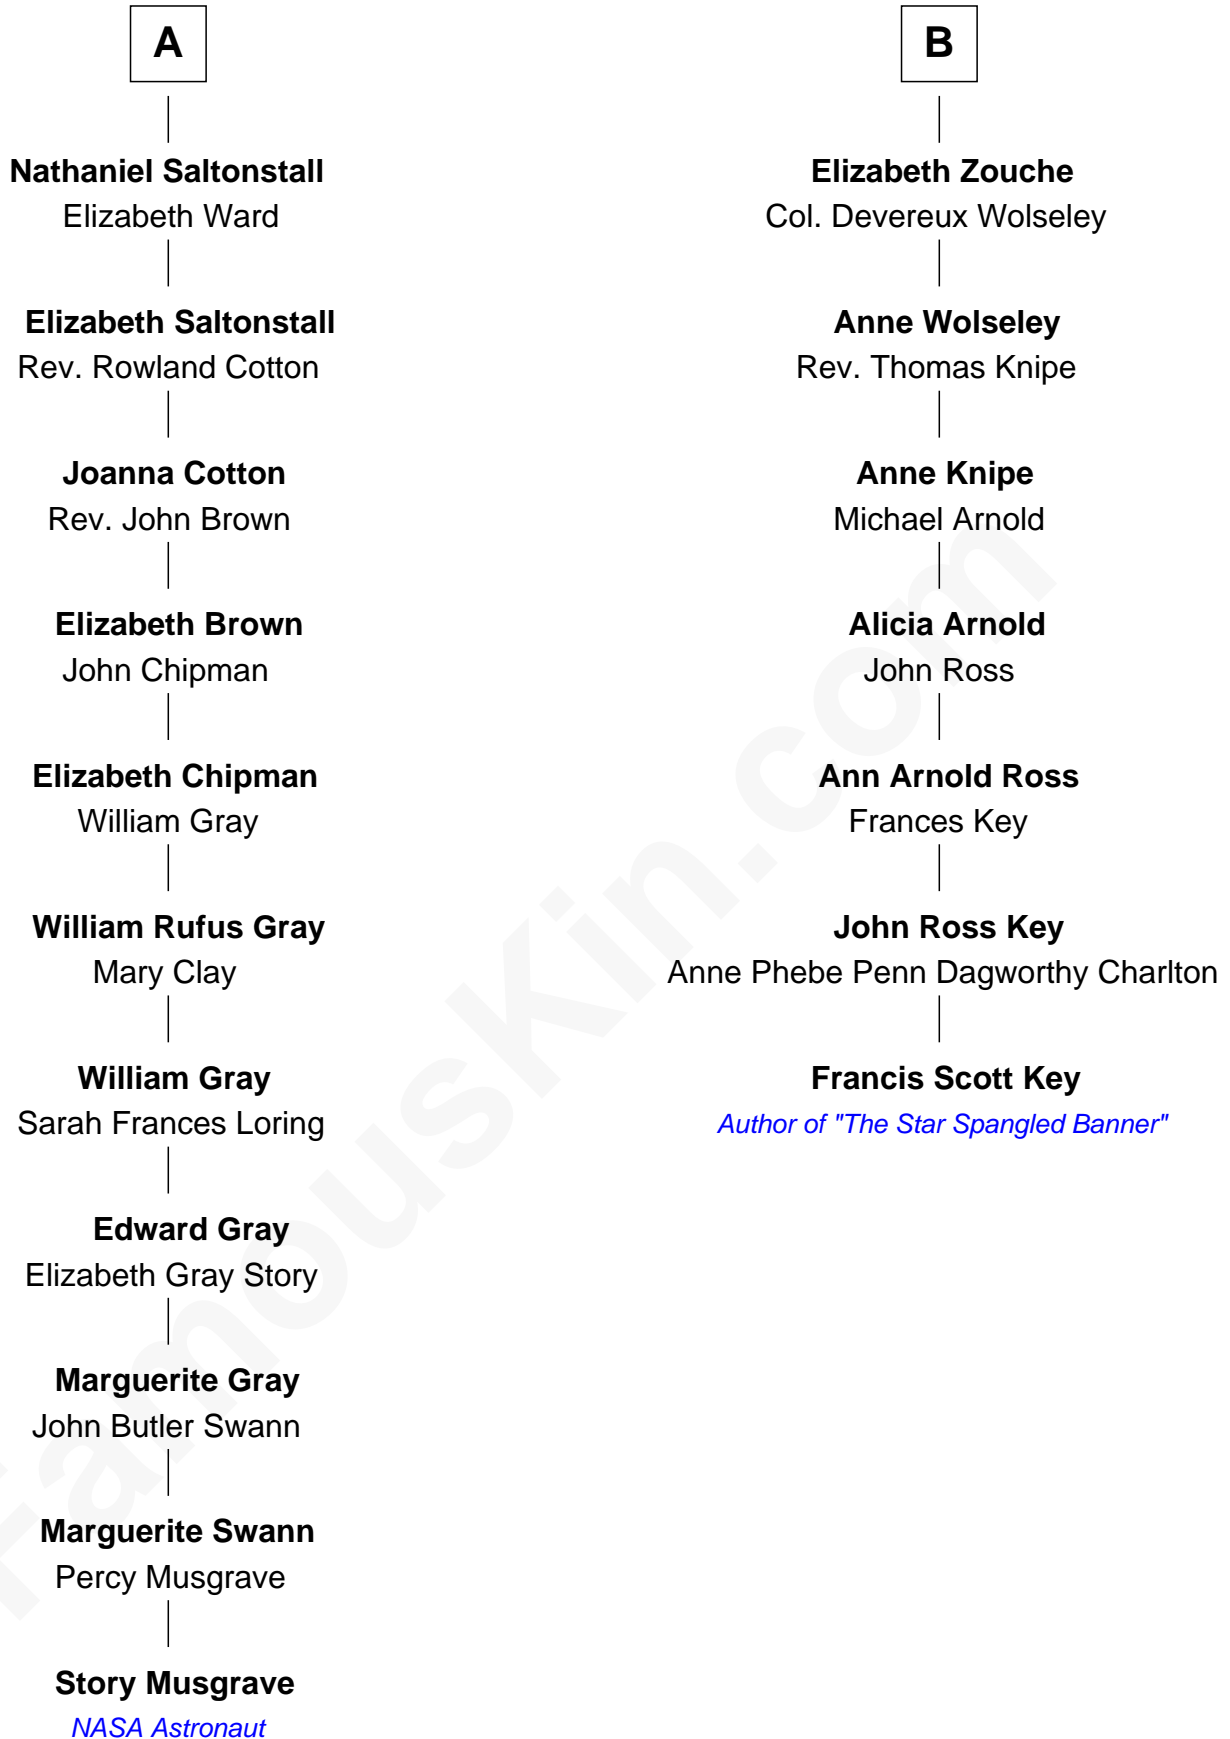 A
Nathaniel Saltonstall
Elizabeth Ward
Elizabeth Saltonstall
Rev. Rowland Cotton
Joanna Cotton
Rev. John Brown
Elizabeth Brown
John Chipman
Elizabeth Chipman
William Gray
William Rufus Gray
Mary Clay
William Gray
Sarah Frances Loring
Edward Gray
Elizabeth Gray Story
Marguerite Gray
John Butler Swann
Marguerite Swann
Percy Musgrave
Story Musgrave
NASA Astronaut
B
Elizabeth Zouche
Col. Devereux Wolseley
Anne Wolseley
Rev. Thomas Knipe
Anne Knipe
Michael Arnold
Alicia Arnold
John Ross
Ann Arnold Ross
Frances Key
John Ross Key
Anne Phebe Penn Dagworthy Charlton
Francis Scott Key
Author of "The Star Spangled Banner"
FamousKin.com